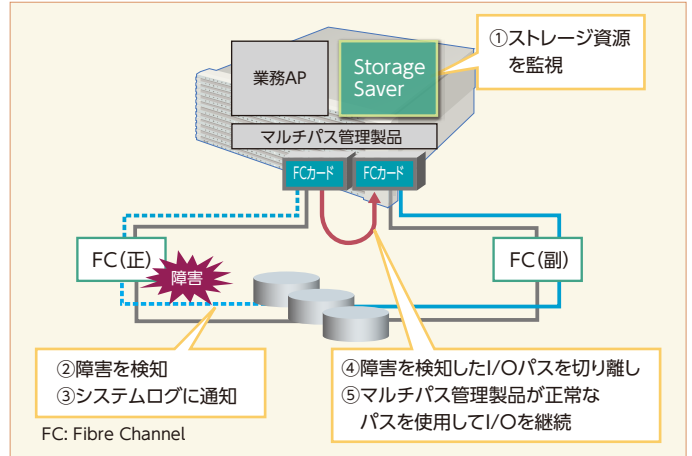 ①ストレージ資源
を監視
業務AP
Storage
Saver
マルチパス管理製品
FCカード
FCカード
FC(正)
障害
FC(副)
②障害を検知
③システムログに通知
④障害を検知したI/Oパスを切り離し
⑤マルチパス管理製品が正常な
パスを使用してI/Oを継続
FC: Fibre Channel